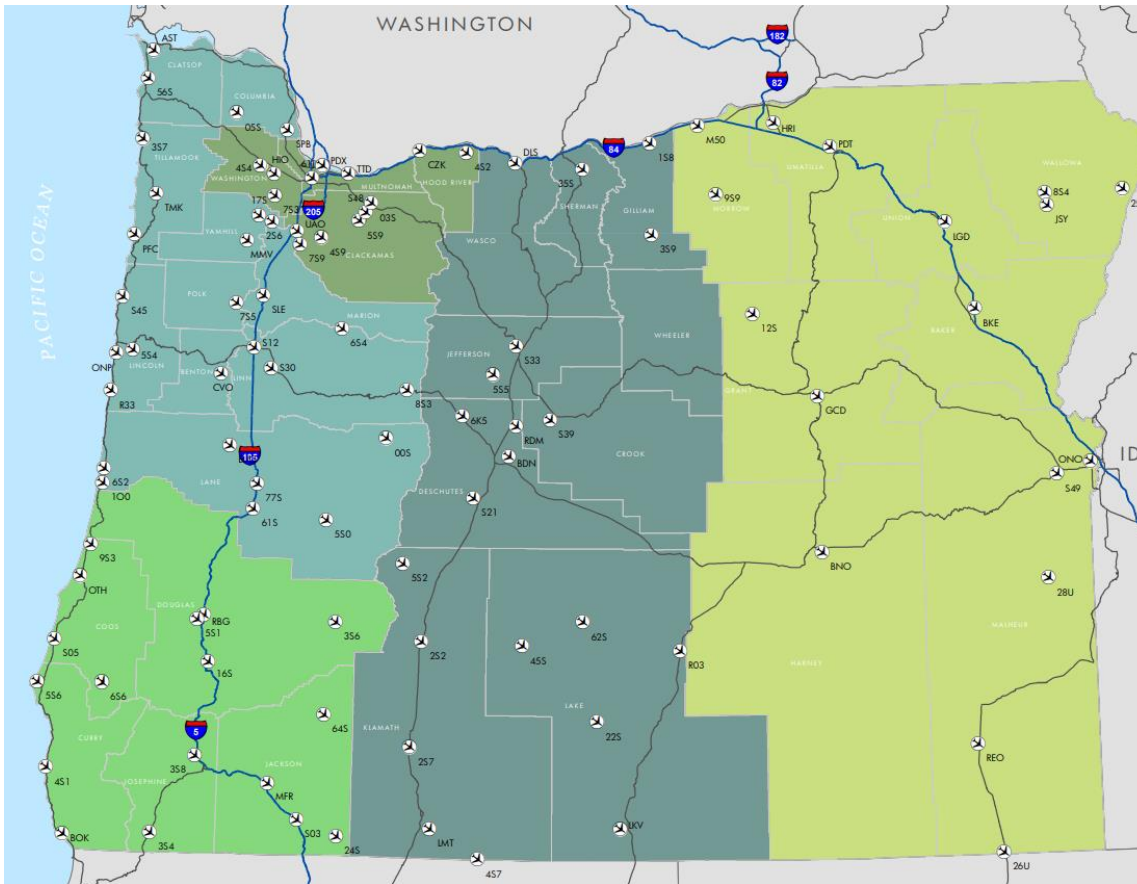 WASHINGTON
182
82
AST
CLATSOP
56S
COLUMBIA
05S
SPB
3S7
TILLAMOOK
HIO
4S4
PDX
TTD
WASHINGTON
MULTNOMAH
CZK
HOOD RIVER
4S2
DLS
84
1S8
M50
HRI
PDT
UMATILLA
WALLOWA
35S
SHERMAN
GILLIAM
9S9
MORROW
UNION
8S4
JSY
TMK
17S
7S3
205
S48
03S
5S9
2S6
UAO
4S9
7S9
CLACKAMAS
YAMHILL
MMV
PFC
WASCO
3S9
LGD
PACIFIC OCEAN
S45
POLK
7S5
SLE
MARION
6S4
WHEELER
12S
BAKER
BKE
ONP
5S4
LINCOLN
BENTON
LINN
S12
S30
CVO
JEFFERSON
S33
5S5
GRANT
GCD
R33
8S3
6K5
RDM
S39
00S
BDN
CROOK
ONO
ID
S49
6S2
1O0
LANE
77S
61S
5S0
DESCHUTES
S21
9S3
OTH
5S2
BNO
28U
MALHEUR
COOS
DOUGLAS
RBG
5S1
3S6
62S
S05
16S
2S2
45S
R03
HARNEY
5S6
6S6
64S
KLAMATH
LAKE
22S
CURRY
5
3S8
JACKSON
2S7
REO
4S1
JOSEPHINE
MFR
S03
BOK
3S4
24S
LMT
LKV
4S7
26U